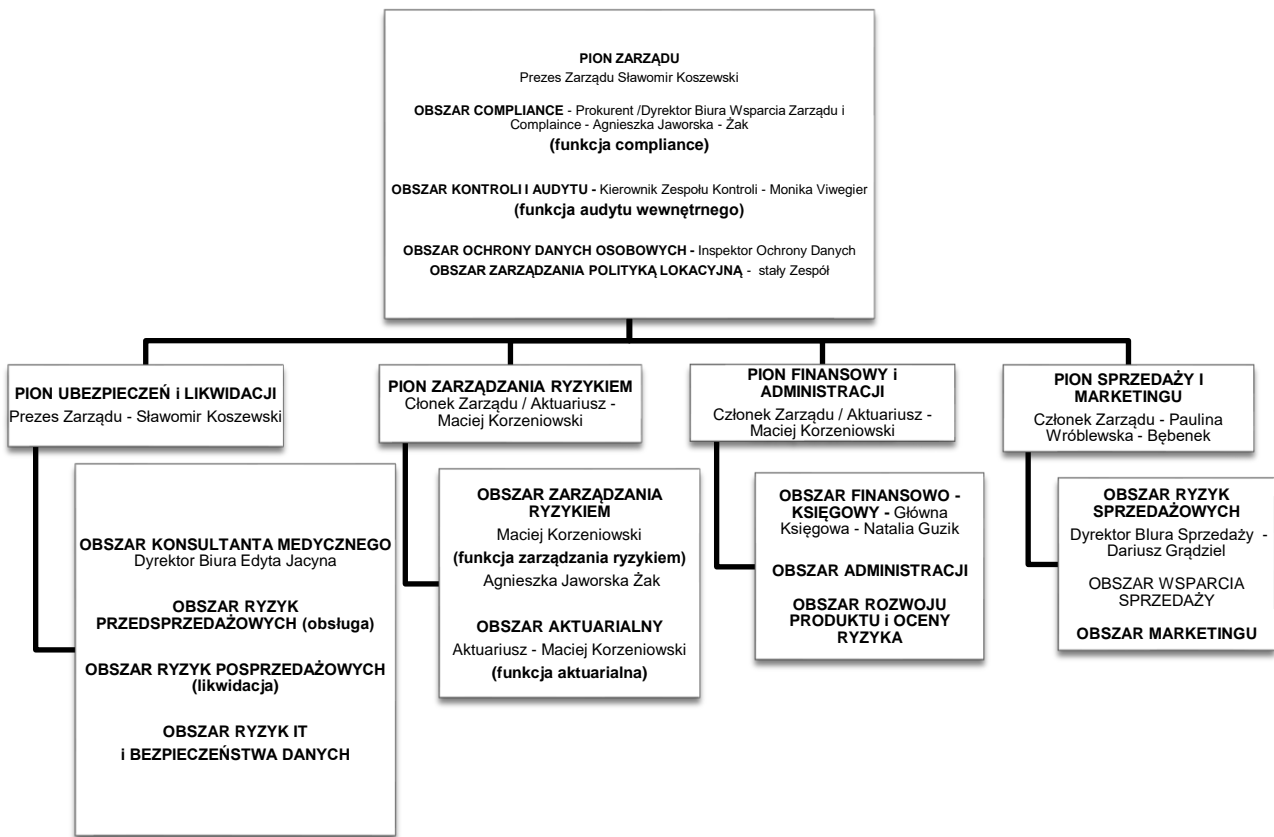 PION ZARZĄDU
Prezes Zarządu Sławomir Koszewski
OBSZAR COMPLIANCE - Prokurent /Dyrektor Biura Wsparcia Zarządu i
Complaince - Agnieszka Jaworska - Żak
(funkcja compliance)
OBSZAR KONTROLI I AUDYTU - Kierownik Zespołu Kontroli - Monika Viwegier
(funkcja audytu wewnętrnego)
OBSZAR OCHRONY DANYCH OSOBOWYCH - Inspektor Ochrony Danych
OBSZAR ZARZĄDZANIA POLITYKĄ LOKACYJNĄ - stały Zespół
PION UBEZPIECZEŃ i LIKWIDACJI
Prezes Zarządu - Sławomir Koszewski
OBSZAR KONSULTANTA MEDYCZNEGO
Dyrektor Biura Edyta Jacyna
OBSZAR RYZYK
PRZEDSPRZEDAŻOWYCH (obsługa)
OBSZAR RYZYK POSPRZEDAŻOWYCH
(likwidacja)
OBSZAR RYZYK IT
i BEZPIECZEŃSTWA DANYCH
PION ZARZĄDZANIA RYZYKIEM
Cłonek Zarządu / Aktuariusz -
Maciej Korzeniowski
OBSZAR ZARZĄDZANIA
RYZYKIEM
Maciej Korzeniowski
(funkcja zarządzania ryzykiem)
Agnieszka Jaworska Żak
OBSZAR AKTUARIALNY
Aktuariusz - Maciej Korzeniowski
(funkcja aktuarialna)
PION FINANSOWY i
ADMINISTRACJI
Członek Zarządu / Aktuariusz -
Maciej Korzeniowski
OBSZAR FINANSOWO -
KSIĘGOWY - Główna
Księgowa - Natalia Guzik
OBSZAR ADMINISTRACJI
OBSZAR ROZWOJU
PRODUKTU i OCENY
RYZYKA
PION SPRZEDAŻY I
MARKETINGU
Członek Zarządu - Paulina
Wróblewska - Bębenek
OBSZAR RYZYK
SPRZEDAŻOWYCH
Dyrektor BIura Sprzedaży -
Dariusz Grądziel
OBSZAR WSPARCIA
SPRZEDAŻY
OBSZAR MARKETINGU